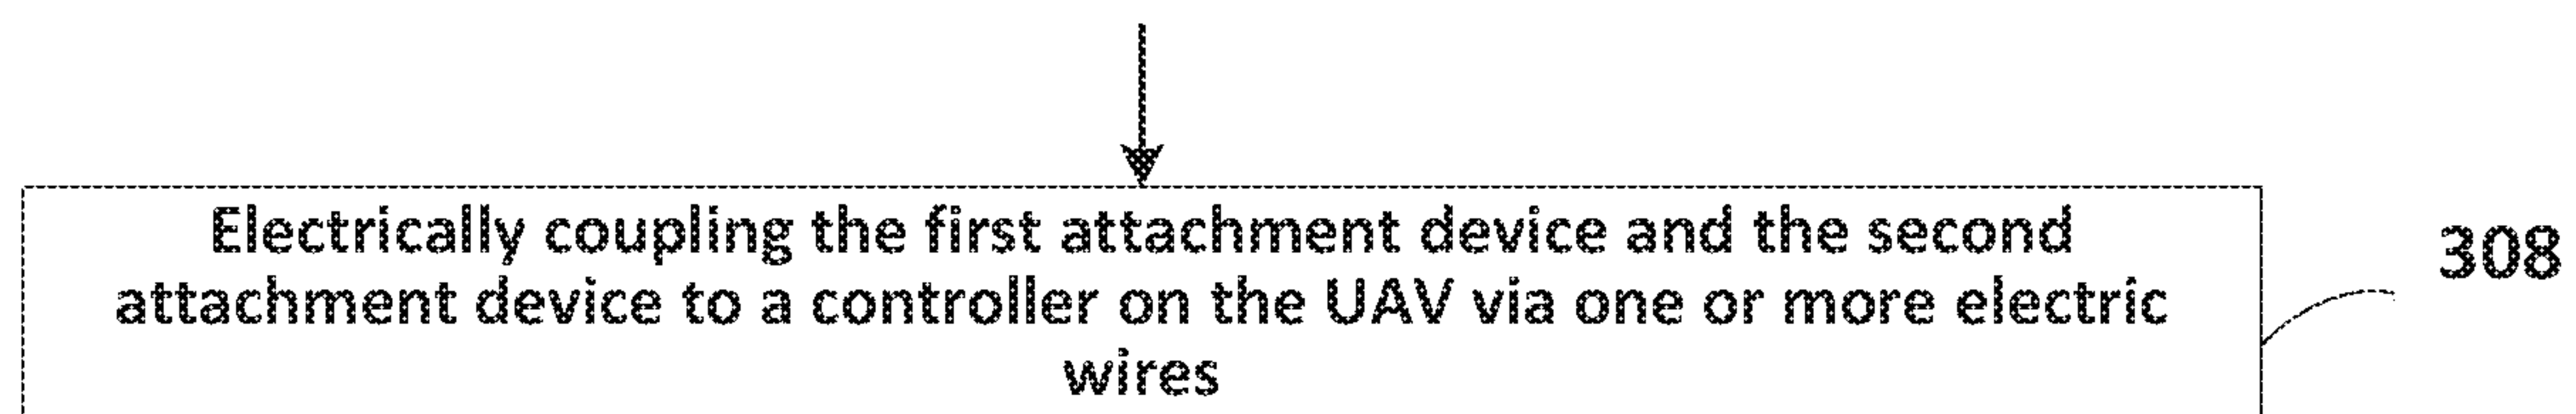 Electrically coupling the first attachment device and the second
attachment device to a controller on the UAV via one or more electric
wires
308